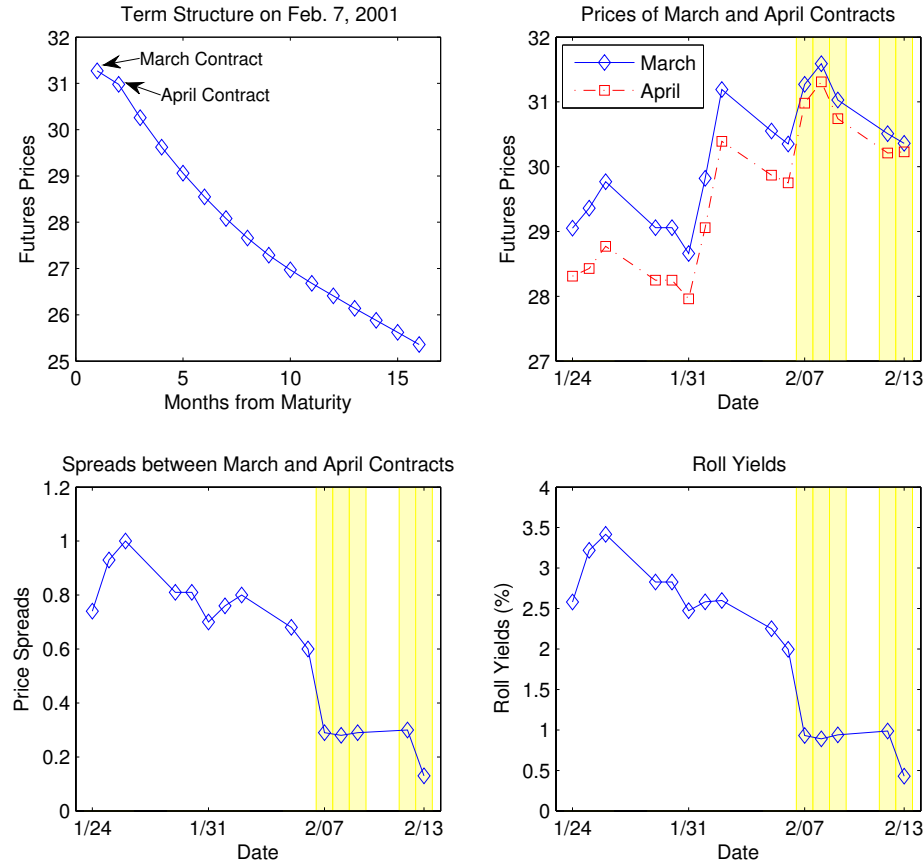 Term Structure on Feb. 7, 2001
32
31
30
29
28
27
26
25
Futures Prices
March Contract
April Contract
0
5
10
15
Months from Maturity
Prices of March and April Contracts
32
31
30
29
28
27
Futures Prices
March
April
1/24
1/31
2/07
2/13
Date
Spreads between March and April Contracts
1.2
1
0.8
0.6
0.4
0.2
0
Price Spreads
1/24
1/31
2/07
2/13
Date
Roll Yields
4
3.5
3
2.5
2
1.5
1
0.5
0
Roll Yields (%)
1/24
1/31
2/07
2/13
Date